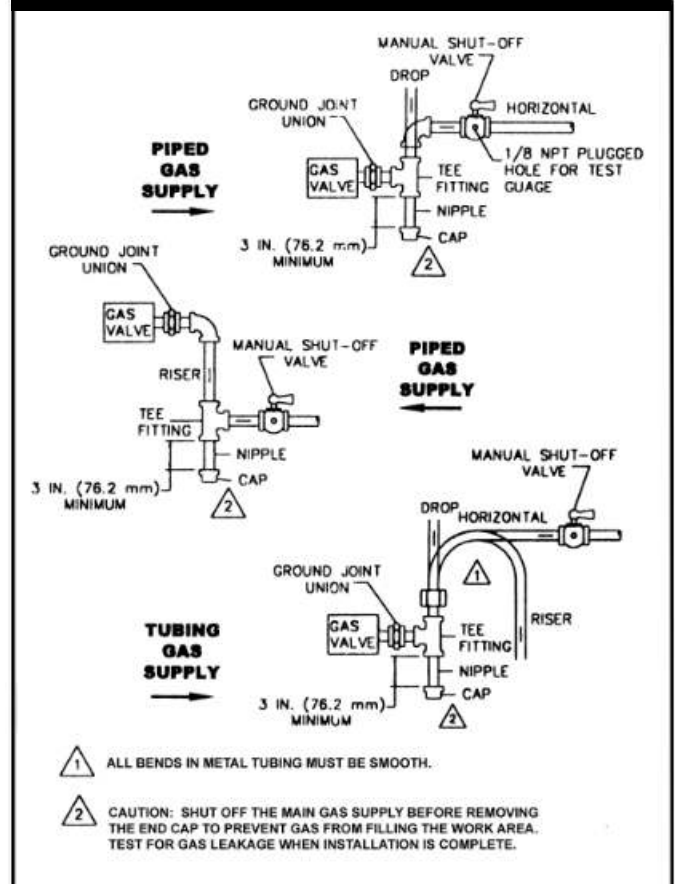 MANUAL SHUT-OFF
VALVE
DROP
GROUND JOINT
UNION
HORIZONTAL
PIPED
GAS
SUPPLY
GAS
VALVE
TEE
FITTING
1/8 NPT PLUGGED
HOLE FOR TEST
GUAGE
NIPPLE
CAP
3 IN. (76.2 mm)
MINIMUM
2
GROUND JOINT
UNION
GAS
VALVE
MANUAL SHUT-OFF
VALVE
RISER
PIPED
GAS
SUPPLY
TEE
FITTING
NIPPLE
CAP
3 IN. (76.2 mm)
MINIMUM
2
MANUAL SHUT-OFF
VALVE
DROP
HORIZONTAL
1
GROUND JOINT
UNION
RISER
TUBING
GAS
SUPPLY
GAS
VALVE
TEE
FITTING
NIPPLE
CAP
3 IN. (76.2 mm)
MINIMUM
2
1 ALL BENDS IN METAL TUBING MUST BE SMOOTH.
2 CAUTION: SHUT OFF THE MAIN GAS SUPPLY BEFORE REMOVING
THE END CAP TO PREVENT GAS FROM FILLING THE WORK AREA.
TEST FOR GAS LEAKAGE WHEN INSTALLATION IS COMPLETE.